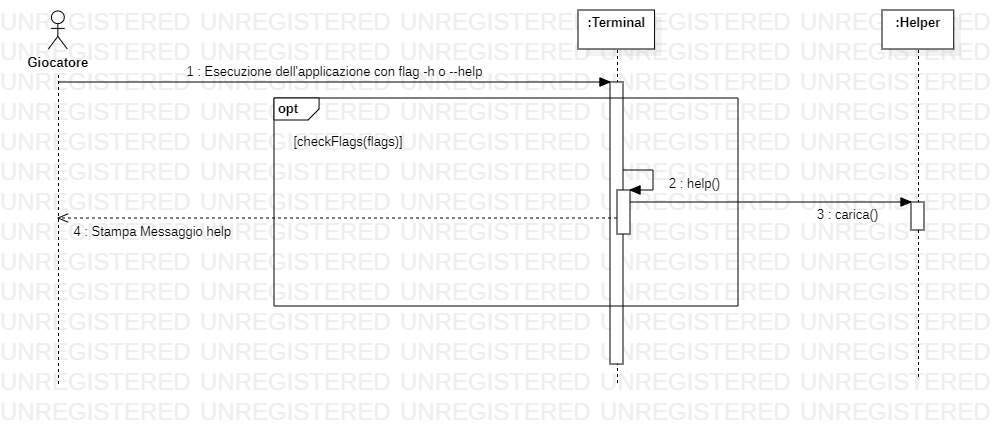 :Terminal
:Helper
Giocatore
1 : Esecuzione dell'applicazione con flag -h o --help
opt
[checkFlags(flags)]
2 : help()
3 : carica()
4 : Stampa Messaggio help
UNREGISTERED UNREGISTERED UNREGISTERED UNREGISTERED UNREGISTERED
UNREGISTERED UNREGISTERED UNREGISTERED UNREGISTERED UNREGISTERED
UNREGISTERED UNREGISTERED UNREGISTERED UNREGISTERED UNREGISTERED
UNREGISTERED UNREGISTERED UNREGISTERED UNREGISTERED UNREGISTERED
UNREGISTERED UNREGISTERED UNREGISTERED UNREGISTERED UNREGISTERED
UNREGISTERED UNREGISTERED UNREGISTERED UNREGISTERED UNREGISTERED
UNREGISTERED UNREGISTERED UNREGISTERED UNREGISTERED UNREGISTERED
UNREGISTERED UNREGISTERED UNREGISTERED UNREGISTERED UNREGISTERED
UNREGISTERED UNREGISTERED UNREGISTERED UNREGISTERED UNREGISTERED
UNREGISTERED UNREGISTERED UNREGISTERED UNREGISTERED UNREGISTERED
UNREGISTERED UNREGISTERED UNREGISTERED UNREGISTERED UNREGISTERED
UNREGISTERED UNREGISTERED UNREGISTERED UNREGISTERED UNREGISTERED
UNREGISTERED UNREGISTERED UNREGISTERED UNREGISTERED UNREGISTERED
UNREGISTERED UNREGISTERED UNREGISTERED UNREGISTERED UNREGISTERED